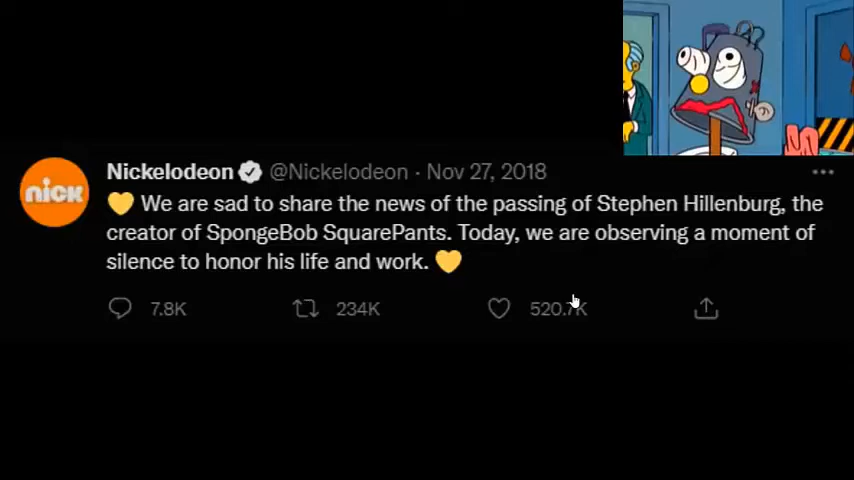 nick
Nickelodeon @Nickelodeon · Nov 27, 2018
💛 We are sad to share the news of the passing of Stephen Hillenburg, the
creator of SpongeBob SquarePants. Today, we are observing a moment of
silence to honor his life and work. 💛
7.8K 234K 520.7K